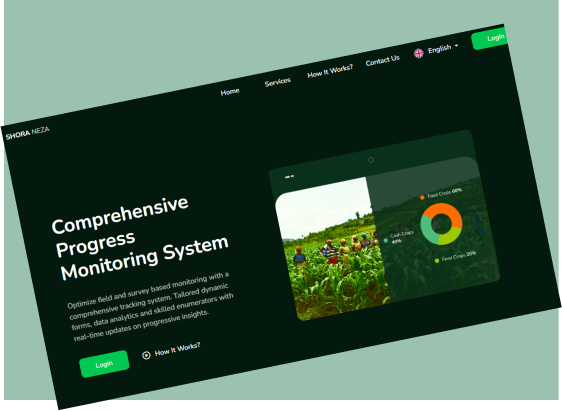 Home
Services
How It Works?
Contact Us
English
Login
SHORA NEZA
Comprehensive
Progress
Monitoring System
Optimize field and survey based monitoring with a
comprehensive tracking system. Tailored dynamic
forms, data analytics and skilled enumerators with
real-time updates on progressive insights.
Login
How It Works?
Food Crops 60%
Cash Crops
40%
Food Crops 20%